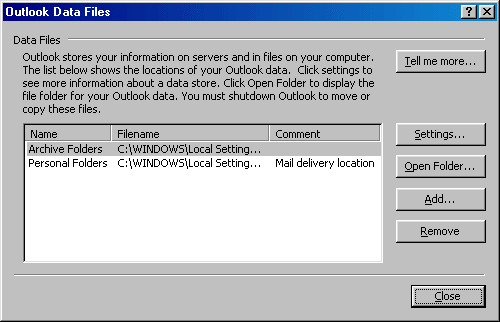 Outlook Data Files
Data Files
Outlook stores your information on servers and in files on your computer.
The list below shows the locations of your Outlook data.  Click settings to
see more information about a data store. Click Open Folder to display the
file folder for your Outlook data. You must shutdown Outlook to move or
copy these files.
Tell me more...
Name Filename Comment
Archive Folders C:\WINDOWS\Local Setting...
Personal Folders C:\WINDOWS\Local Setting... Mail delivery location
Settings...
Open Folder...
Add...
Remove
Close